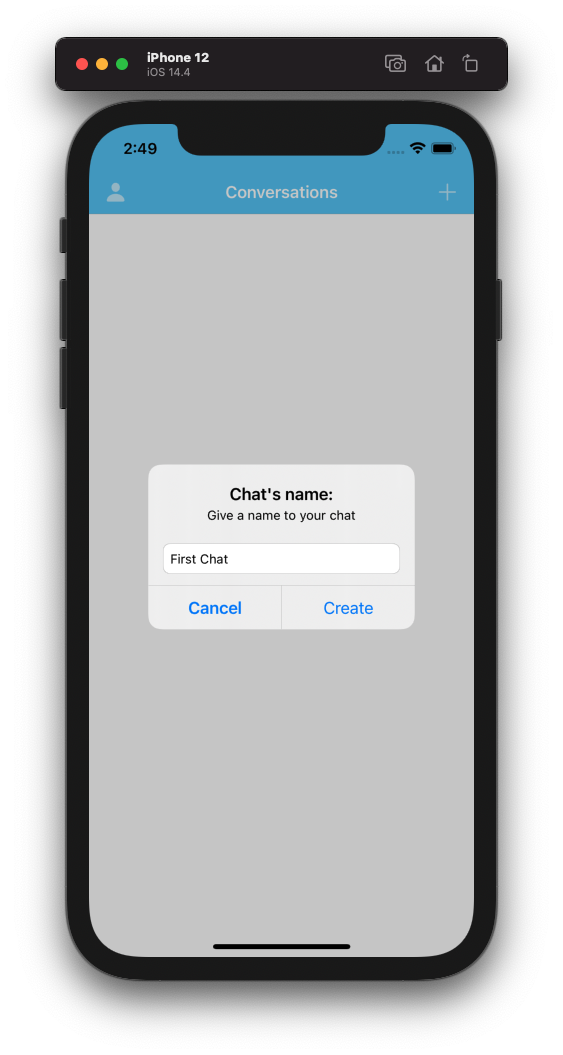 iPhone 12
iOS 14.4
2:49
Conversations
Chat's name:
Give a name to your chat
First Chat
Cancel Create